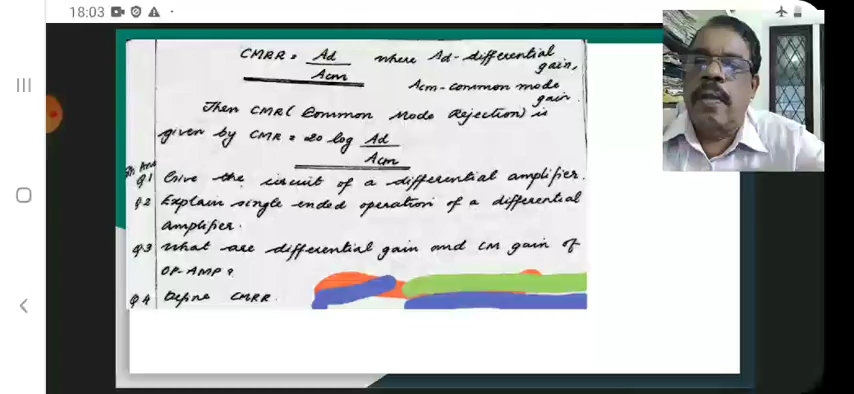 18:03
CMRR = Ad / Acm where Ad - differential gain,
Acm - common mode gain.
Then CMR (Common Mode Rejection) is
given by CMR = 20 log Ad / Acm
Sh. Ans
Q1 Give the circuit of a differential amplifier.
Q2 Explain single ended operation of a differential
amplifier.
Q3 What are differential gain and CM gain of
OP-AMP?
Q4 Define CMRR.